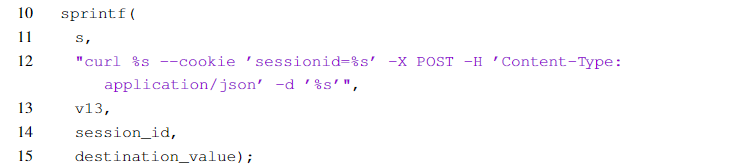 10 sprintf(
11 s,
12 "curl %s --cookie ’sessionid=%s’ -X POST -H ’Content-Type:
application/json’ -d ’%s’",
13 v13,
14 session_id,
15 destination_value);